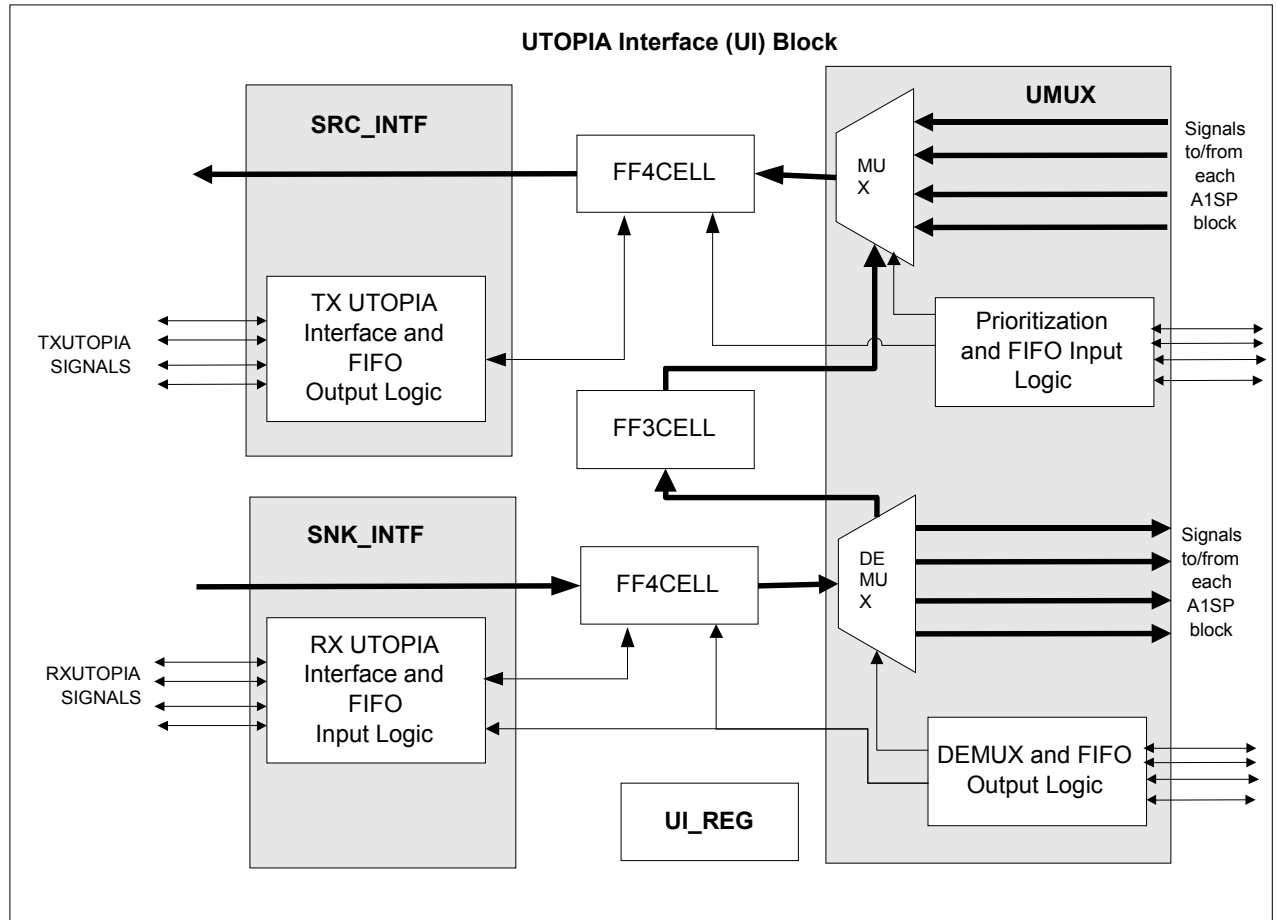 UTOPIA Interface (UI) Block
SRC_INTF
UMUX
FF4CELL
MU
X
Signals
to/from
each
A1SP
block
TX UTOPIA
Interface and
FIFO
Output Logic
TXUTOPIA
SIGNALS
Prioritization
and FIFO Input
Logic
FF3CELL
SNK_INTF
FF4CELL
DE
MU
X
Signals
to/from
each
A1SP
block
RX UTOPIA
Interface and
FIFO
Input Logic
RXUTOPIA
SIGNALS
DEMUX and FIFO
Output Logic
UI_REG